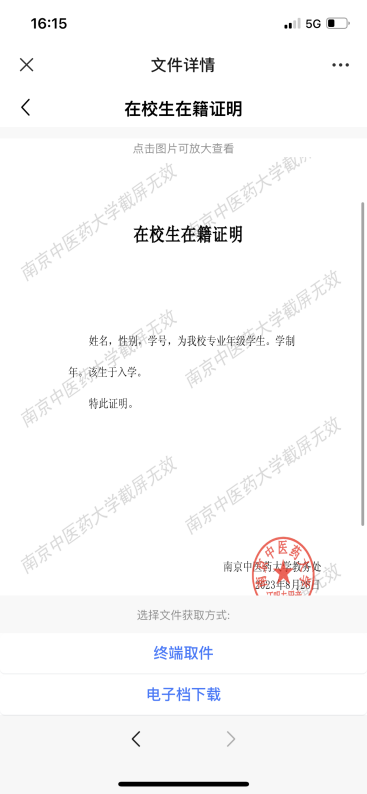 16:15
5G
文件详情
在校生在籍证明
点击图片可放大查看
南京中医药大学截屏无效
南京中医药大学截屏无效
在校生在籍证明
南京中医药大学截屏无效
南京中医药大学截屏无效
姓名，性别，学号，为我校专业年级学生。学制
年。该生于入学。
特此证明。
南京中医药大学截屏无效
南京中医药大学截屏无效
南京中医药大学
南京中医药大学教务处
2023年8月26日
选择文件获取方式:
终端取件
电子档下载